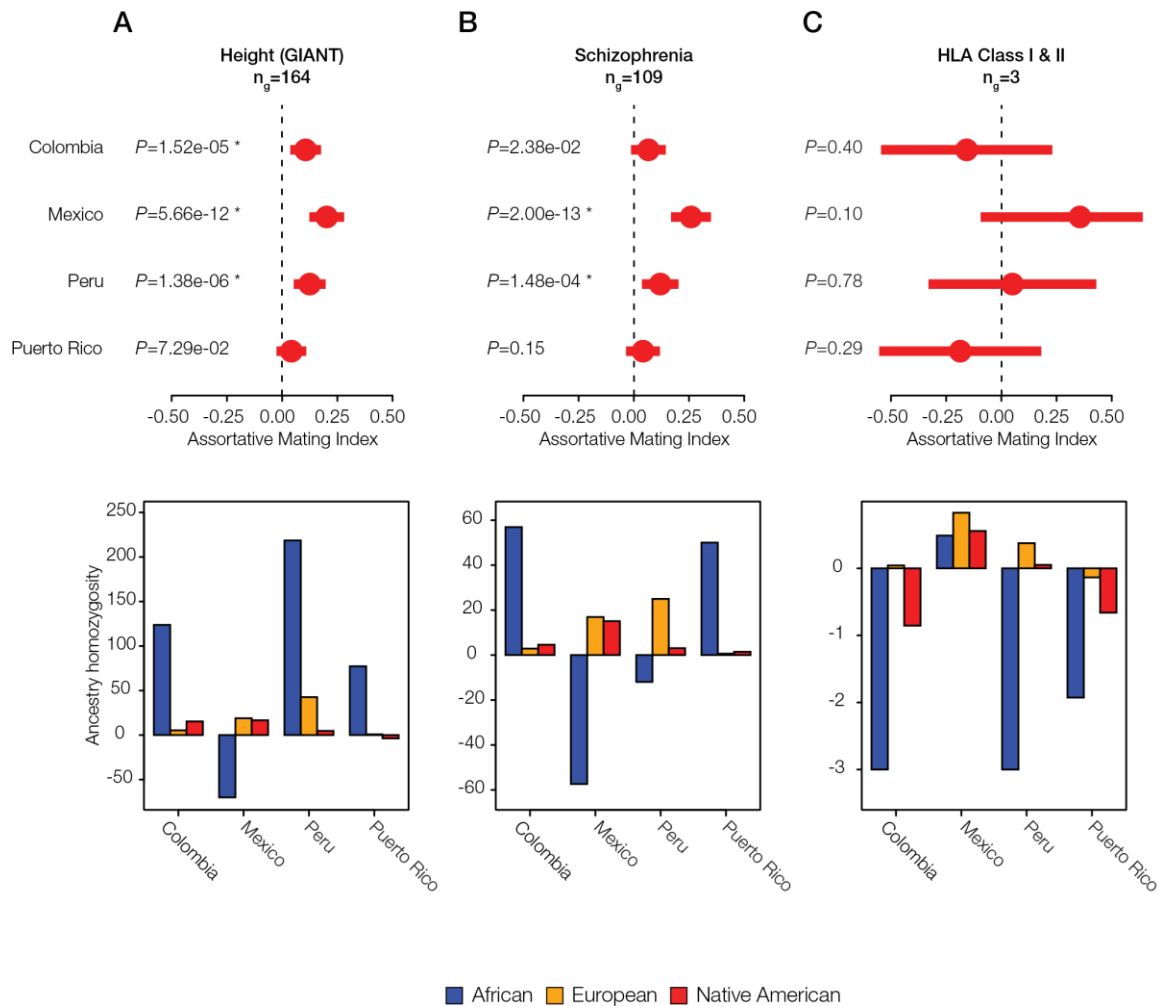 A
Height (GIANT)
n_g=164
Colombia P=1.52e-05 *
Mexico P=5.66e-12 *
Peru P=1.38e-06 *
Puerto Rico P=7.29e-02
-0.50 -0.25 0.00 0.25 0.50
Assortative Mating Index
B
Schizophrenia
n_g=109
P=2.38e-02
P=2.00e-13 *
P=1.48e-04 *
P=0.15
-0.50 -0.25 0.00 0.25 0.50
Assortative Mating Index
C
HLA Class I & II
n_g=3
P=0.40
P=0.10
P=0.78
P=0.29
-0.50 -0.25 0.00 0.25 0.50
Assortative Mating Index
Ancestry homozygosity
250
200
150
100
50
0
-50
Colombia
Mexico
Peru
Puerto Rico
60
40
20
0
-20
-40
-60
Colombia
Mexico
Peru
Puerto Rico
0
-1
-2
-3
Colombia
Mexico
Peru
Puerto Rico
African European Native American